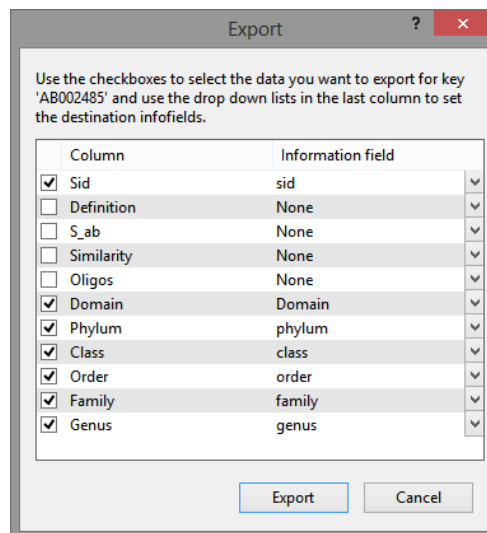 Export
?
×
Use the checkboxes to select the data you want to export for key
'AB002485' and use the drop down lists in the last column to set
the destination infofields.
Column Information field
Sid sid
Definition None
S_ab None
Similarity None
Oligos None
Domain Domain
Phylum phylum
Class class
Order order
Family family
Genus genus
Export Cancel